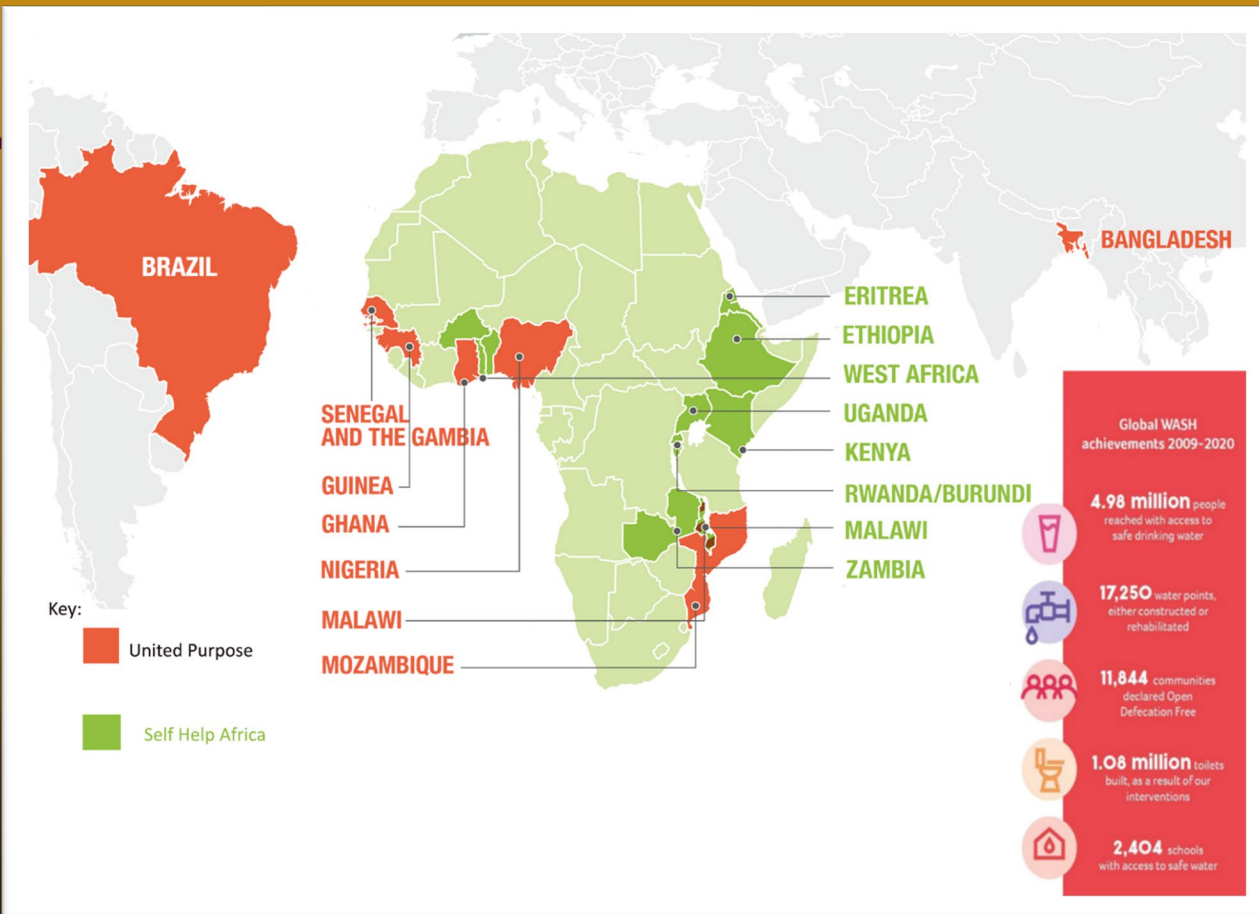 BRAZIL
BANGLADESH
ERITREA
ETHIOPIA
WEST AFRICA
UGANDA
KENYA
RWANDA/BURUNDI
MALAWI
ZAMBIA
SENEGAL
AND THE GAMBIA
GUINEA
GHANA
NIGERIA
MALAWI
MOZAMBIQUE
Key:
United Purpose
Self Help Africa
Global WASH
achievements 2009-2020
4.98 million people
reached with access to
safe drinking water
17,250 water points,
either constructed or
rehabilitated
11,844 communities
declared Open
Defecation Free
1.08 million toilets
built, as a result of our
interventions
2,404 schools
with access to safe water